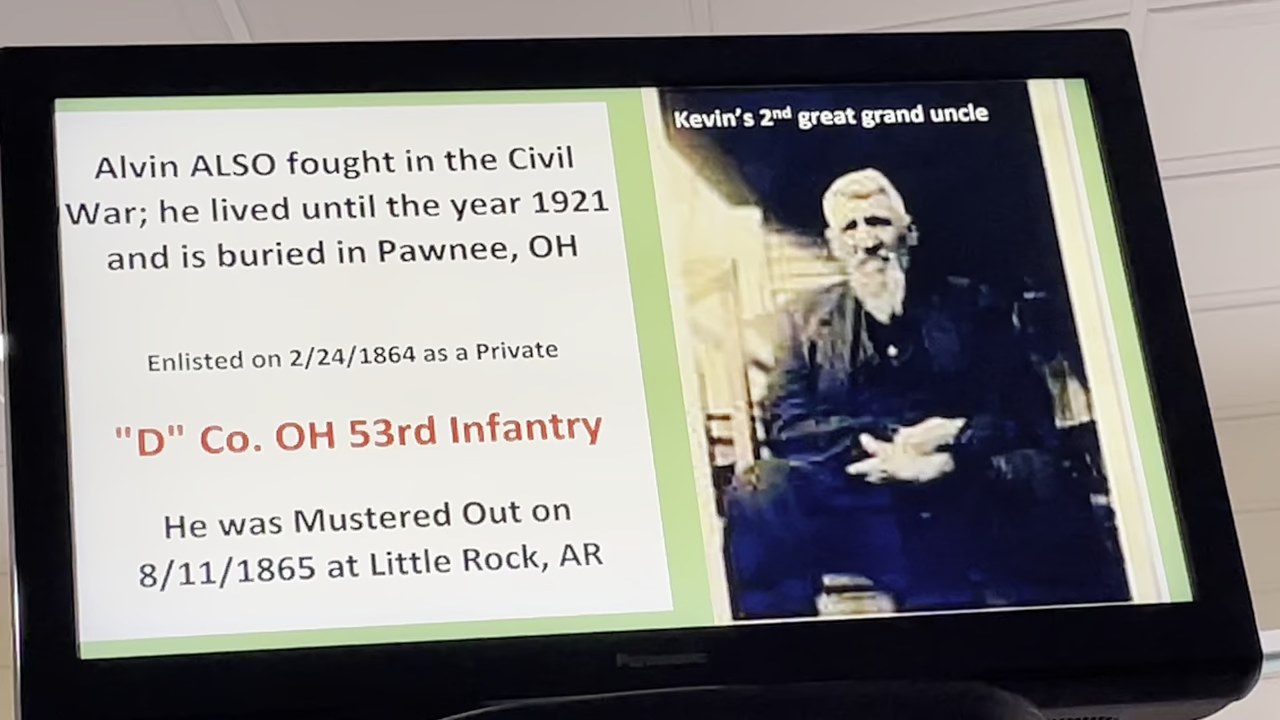 Alvin ALSO fought in the Civil
War; he lived until the year 1921
and is buried in Pawnee, OH
Enlisted on 2/24/1864 as a Private
"D" Co. OH 53rd Infantry
He was Mustered Out on
8/11/1865 at Little Rock, AR
Kevin's 2nd great grand uncle
Panasonic